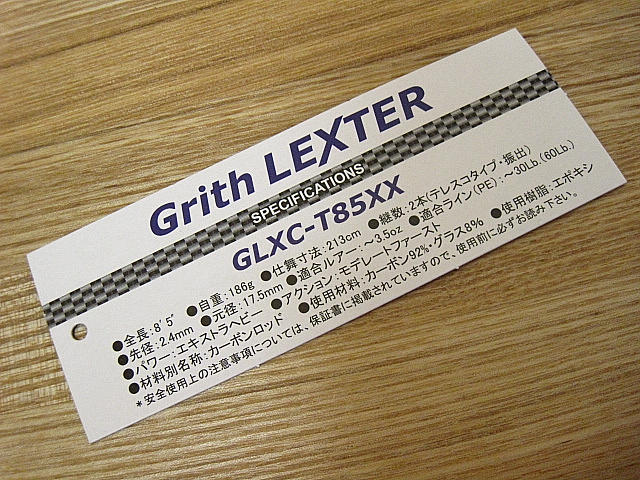 Grith LEXTER
SPECIFICATIONS
GLXC-T85XX
●全長：8'5" ●自重：186g ●仕舞寸法：213cm ●継数：2本(テレスコタイプ・振出)
●先径：2.4mm ●元径：17.5mm ●適合ルアー：～3.5oz ●適合ライン(PE)：～30Lb.(60Lb.)
●パワー：エキストラヘビー ●アクション：モデレートファースト
●材料別名称：カーボンロッド ●使用材料：カーボン92%・グラス8% ●使用樹脂：エポキシ
*安全使用上の注意事項については、保証書に掲載されていますので、使用前に必ずお読み下さい。